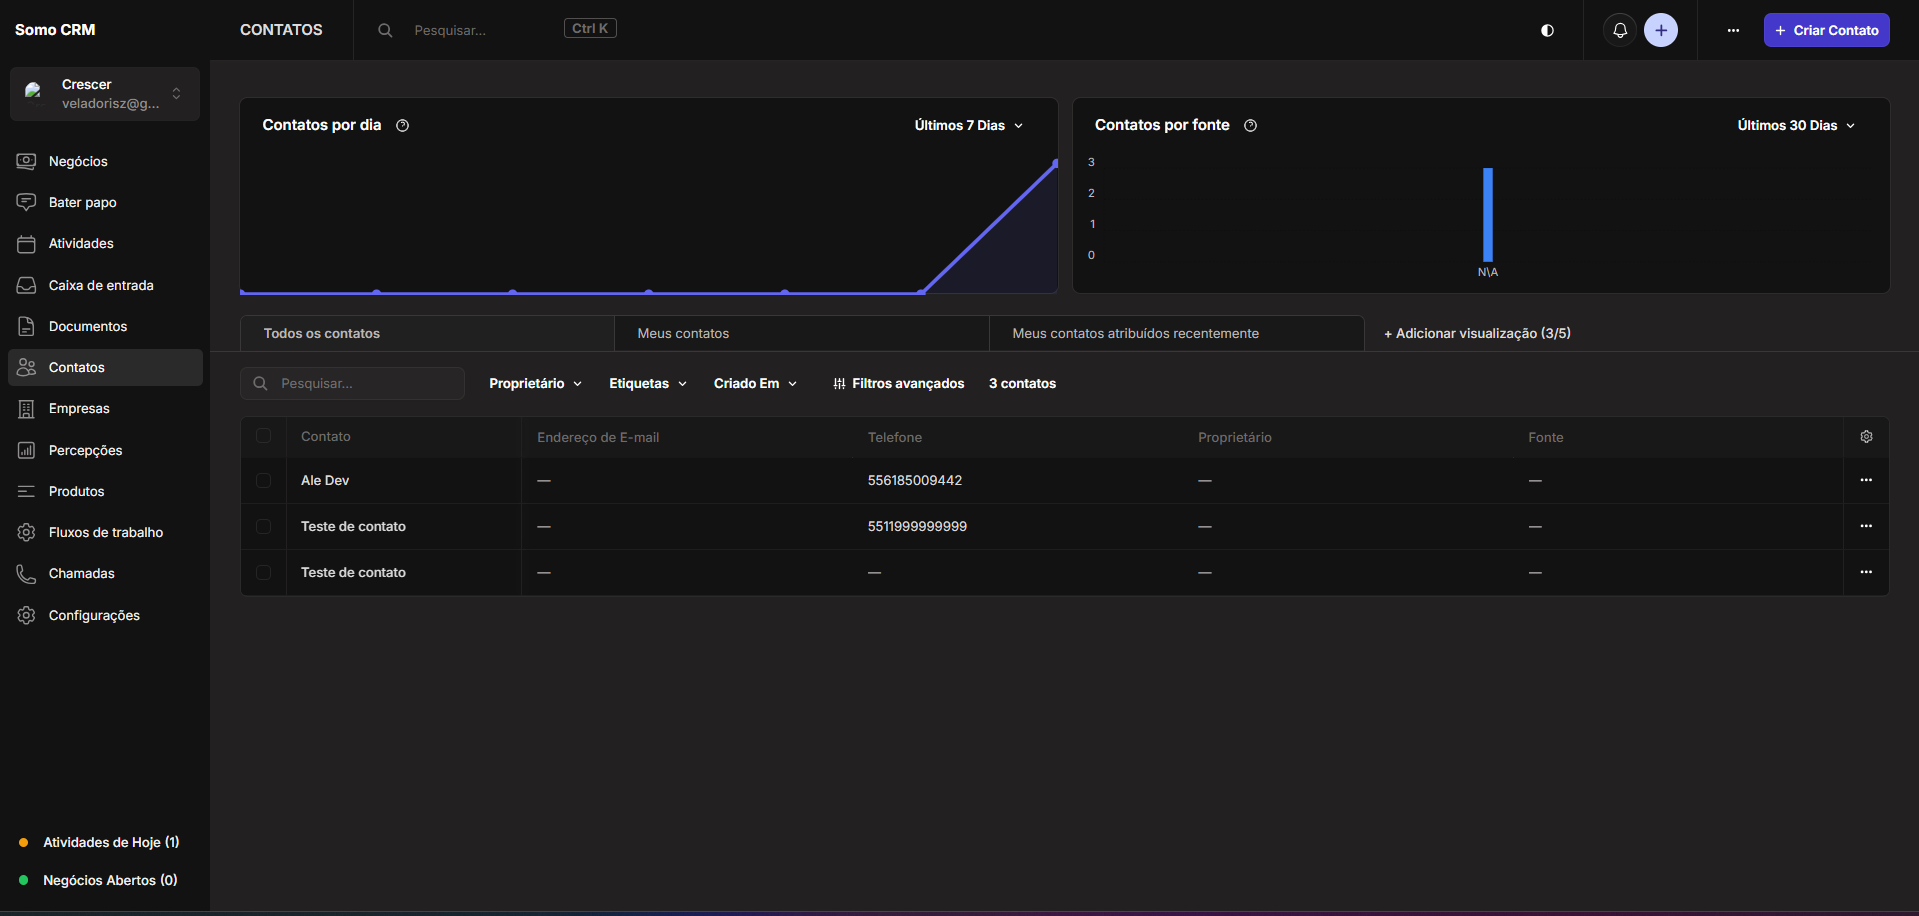 Somo CRM
CONTATOS
Pesquisar...
Ctrl K
+ Criar Contato
Crescer
veladorisz@g...
Negócios
Bater papo
Atividades
Caixa de entrada
Documentos
Contatos
Empresas
Percepções
Produtos
Fluxos de trabalho
Chamadas
Configurações
Atividades de Hoje (1)
Negócios Abertos (0)
Contatos por dia
Últimos 7 Dias
Contatos por fonte
Últimos 30 Dias
3
2
1
0
N\A
Todos os contatos
Meus contatos
Meus contatos atribuídos recentemente
+ Adicionar visualização (3/5)
Pesquisar...
Proprietário
Etiquetas
Criado Em
Filtros avançados
3 contatos
Contato Endereço de E-mail Telefone Proprietário Fonte
Ale Dev — 556185009442 — —
Teste de contato — 5511999999999 — —
Teste de contato — — — —